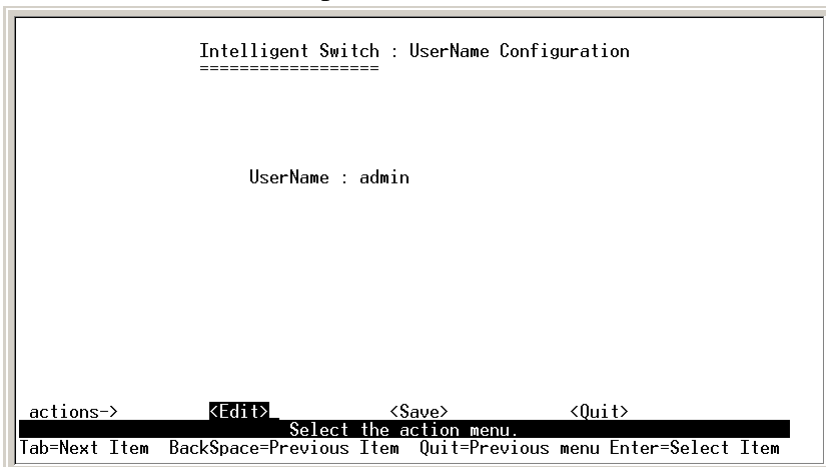 Intelligent Switch : UserName Configuration
==================
UserName : admin
actions-> <Edit> <Save> <Quit>
Select the action menu.
Tab=Next Item BackSpace=Previous Item Quit=Previous menu Enter=Select Item